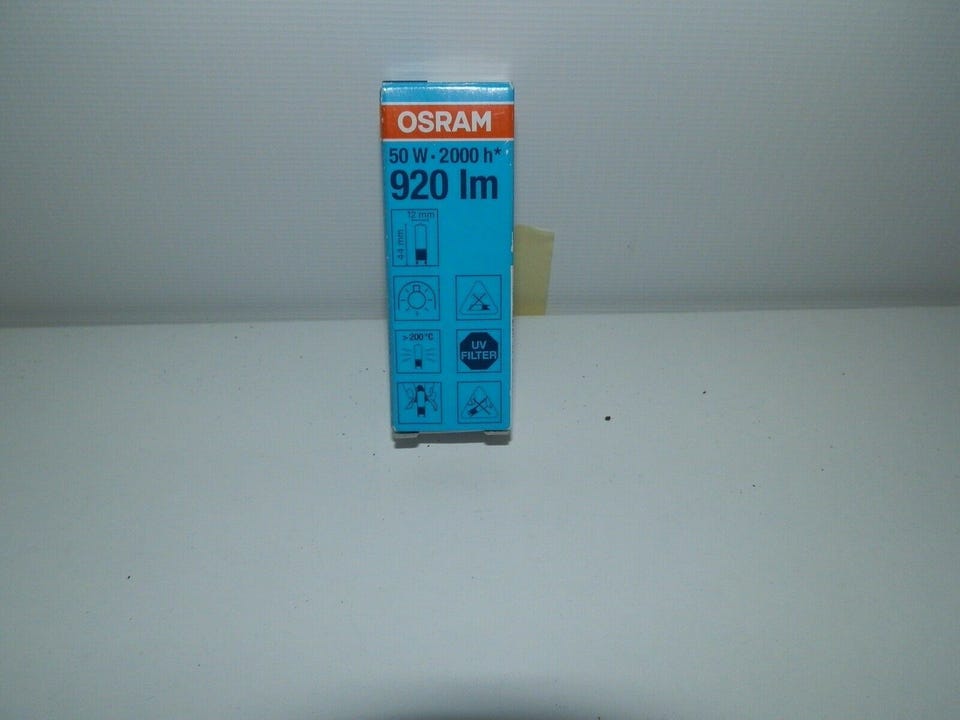 OSRAM
50 W · 2000 h*
920 lm
12 mm
44 mm
>200°C
UV
FILTER